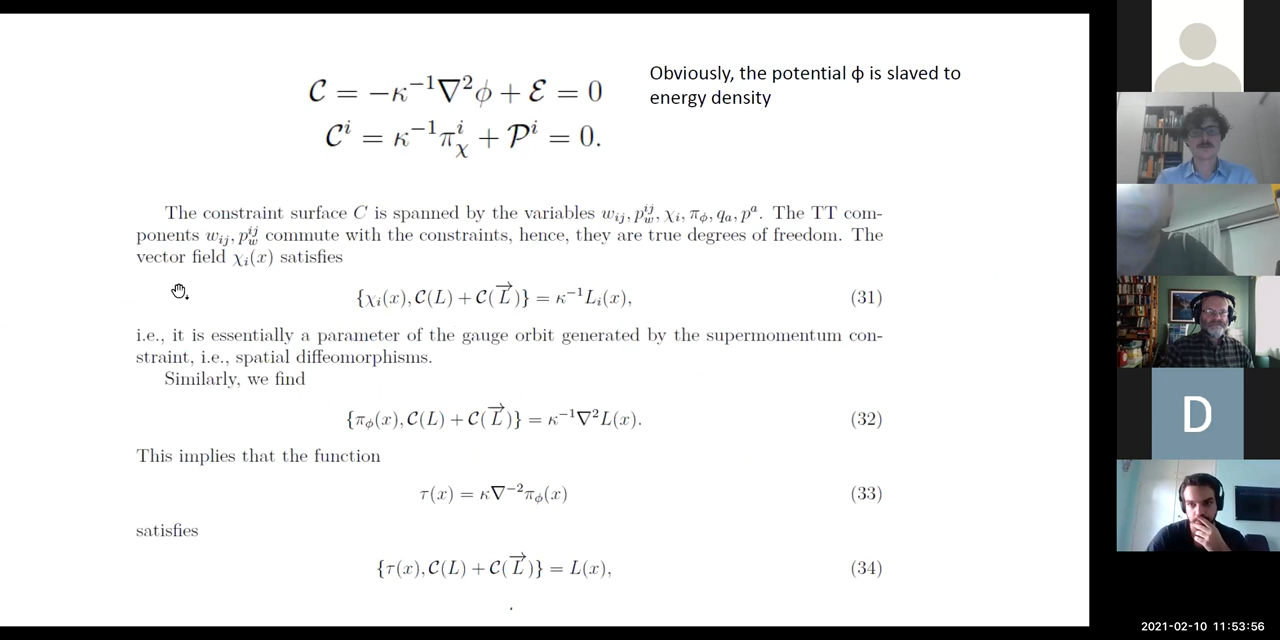 𝒞 = −κ⁻¹∇²ϕ + ℰ = 0
𝒞ⁱ = κ⁻¹πⁱ_χ + 𝒫ⁱ = 0.
Obviously, the potential ϕ is slaved to
energy density
The constraint surface C is spanned by the variables w_{ij}, p_w^{ij}, χ_i, π_ϕ, q_a, p^a. The TT com-
ponents w_{ij}, p_w^{ij} commute with the constraints, hence, they are true degrees of freedom. The
vector field χ_i(x) satisfies
{χ_i(x), 𝒞(L) + 𝒞(L⃗)} = κ⁻¹L_i(x), (31)
i.e., it is essentially a parameter of the gauge orbit generated by the supermomentum con-
straint, i.e., spatial diffeomorphisms.
Similarly, we find
{π_ϕ(x), 𝒞(L) + 𝒞(L⃗)} = κ⁻¹∇²L(x). (32)
This implies that the function
τ(x) = κ∇⁻²π_ϕ(x) (33)
satisfies
{τ(x), 𝒞(L) + 𝒞(L⃗)} = L(x), (34)
D
2021-02-10 11:53:56